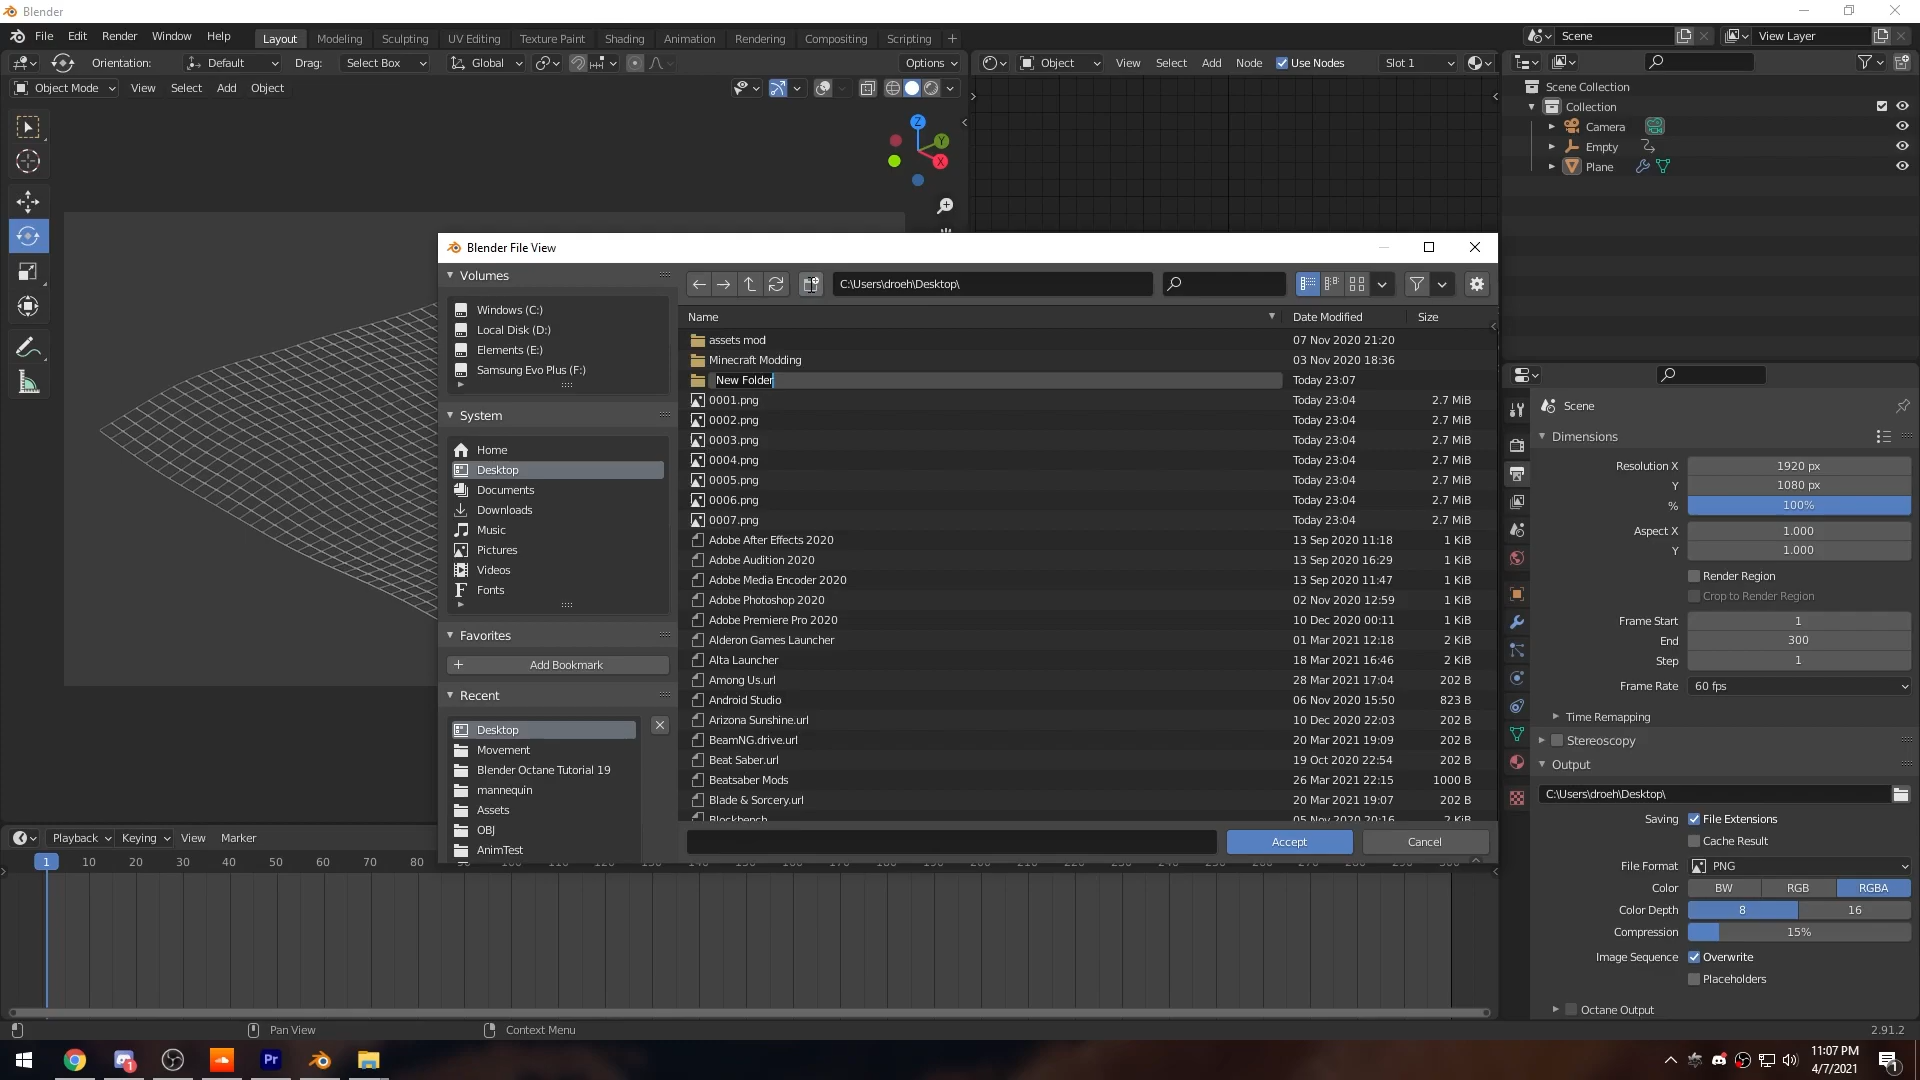 Blender
File Edit Render Window Help
Layout Modeling Sculpting UV Editing Texture Paint Shading Animation Rendering Compositing Scripting +
Scene
View Layer
Orientation: Default Drag: Select Box Global Options
Object View Select Add Node Use Nodes Slot 1
Object Mode View Select Add Object
Z
Y
X
Scene Collection
Collection
Camera
Empty
Plane
Blender File View
Volumes
Windows (C:)
Local Disk (D:)
Elements (E:)
Samsung Evo Plus (F:)
System
Home
Desktop
Documents
Downloads
Music
Pictures
Videos
Fonts
Favorites
Add Bookmark
Recent
Desktop
Movement
Blender Octane Tutorial 19
mannequin
Assets
OBJ
AnimTest
C:\Users\droeh\Desktop\
Name Date Modified Size
assets mod 07 Nov 2020 21:20
Minecraft Modding 03 Nov 2020 18:36
New Folder Today 23:07
0001.png Today 23:04 2.7 MiB
0002.png Today 23:04 2.7 MiB
0003.png Today 23:04 2.7 MiB
0004.png Today 23:04 2.7 MiB
0005.png Today 23:04 2.7 MiB
0006.png Today 23:04 2.7 MiB
0007.png Today 23:04 2.7 MiB
Adobe After Effects 2020 13 Sep 2020 11:18 1 KiB
Adobe Audition 2020 13 Sep 2020 16:29 1 KiB
Adobe Media Encoder 2020 13 Sep 2020 11:47 1 KiB
Adobe Photoshop 2020 02 Nov 2020 12:59 1 KiB
Adobe Premiere Pro 2020 10 Dec 2020 00:11 1 KiB
Alderon Games Launcher 01 Mar 2021 12:18 2 KiB
Alta Launcher 18 Mar 2021 16:46 2 KiB
Among Us.url 28 Mar 2021 17:04 202 B
Android Studio 06 Nov 2020 15:50 823 B
Arizona Sunshine.url 10 Dec 2020 22:03 202 B
BeamNG.drive.url 20 Mar 2021 19:09 202 B
Beat Saber.url 19 Oct 2020 22:54 202 B
Beatsaber Mods 26 Mar 2021 22:15 1000 B
Blade & Sorcery.url 20 Mar 2021 19:07 202 B
Blockbench 05 Nov 2020 20:16 2 KiB
Accept Cancel
Scene
Dimensions
Resolution X 1920 px
Y 1080 px
% 100%
Aspect X 1.000
Y 1.000
Render Region
Crop to Render Region
Frame Start 1
End 300
Step 1
Frame Rate 60 fps
Time Remapping
Stereoscopy
Output
C:\Users\droeh\Desktop\
Saving File Extensions
Cache Result
File Format PNG
Color BW RGB RGBA
Color Depth 8 16
Compression 15%
Image Sequence Overwrite
Placeholders
Octane Output
Playback Keying View Marker
1 10 20 30 40 50 60 70 80
Pan View Context Menu
2.91.2
1
Pr
11:07 PM
4/7/2021
1